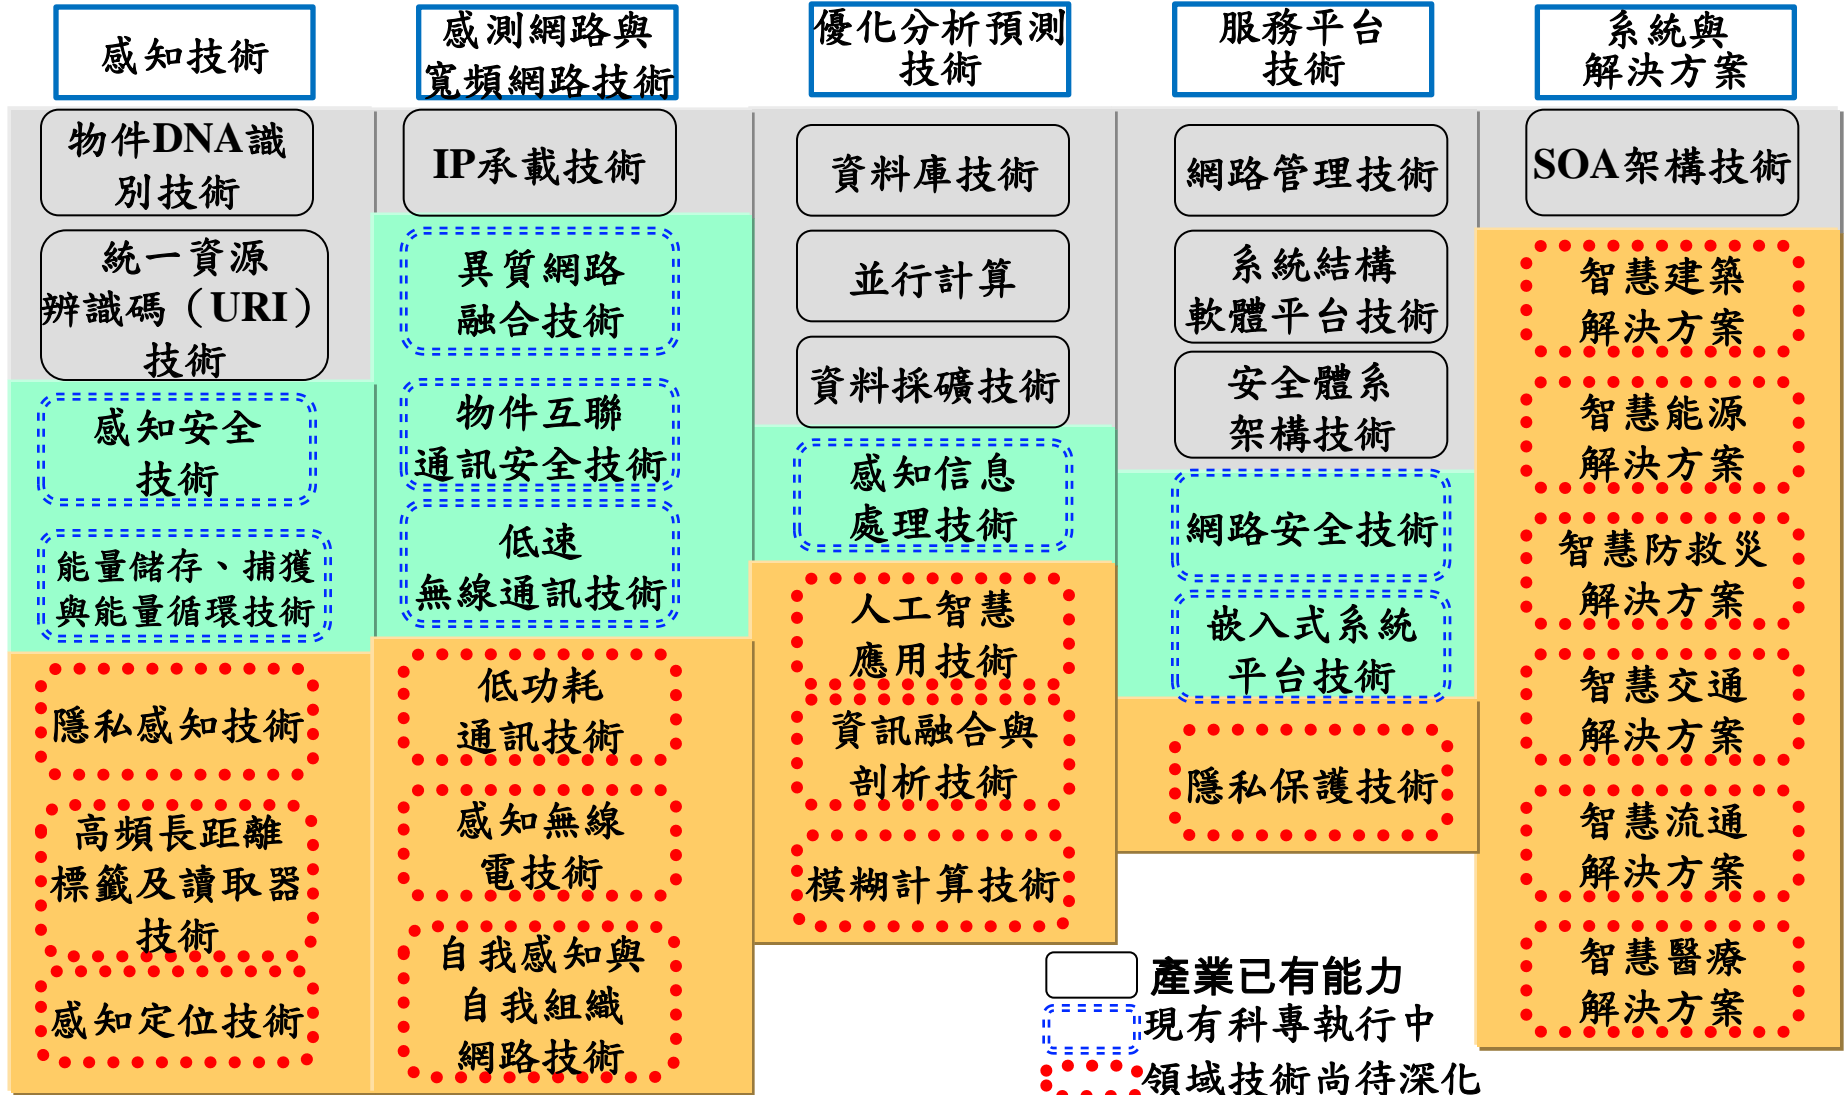 感知技術
物件DNA識
別技術
統一資源
辨識碼（URI）
技術
感知安全
技術
能量儲存、捕獲
與能量循環技術
隱私感知技術
高頻長距離
標籤及讀取器
技術
感知定位技術
感測網路與
寬頻網路技術
IP承載技術
異質網路
融合技術
物件互聯
通訊安全技術
低速
無線通訊技術
低功耗
通訊技術
感知無線
電技術
自我感知與
自我組織
網路技術
優化分析預測
技術
資料庫技術
並行計算
資料採礦技術
感知信息
處理技術
人工智慧
應用技術
資訊融合與
剖析技術
模糊計算技術
服務平台
技術
網路管理技術
系統結構
軟體平台技術
安全體系
架構技術
網路安全技術
嵌入式系統
平台技術
隱私保護技術
系統與
解決方案
SOA架構技術
智慧建築
解決方案
智慧能源
解決方案
智慧防救災
解決方案
智慧交通
解決方案
智慧流通
解決方案
智慧醫療
解決方案
產業已有能力
現有科專執行中
領域技術尚待深化